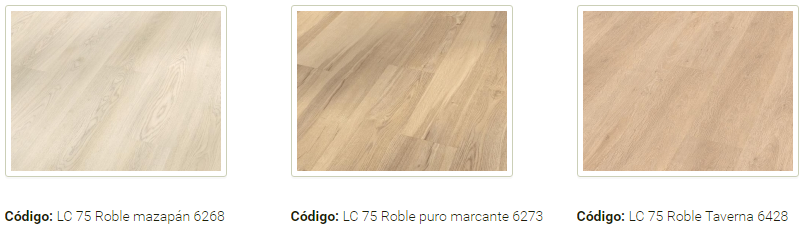 Código: LC 75 Roble mazapán 6268
Código: LC 75 Roble puro marcante 6273
Código: LC 75 Roble Taverna 6428